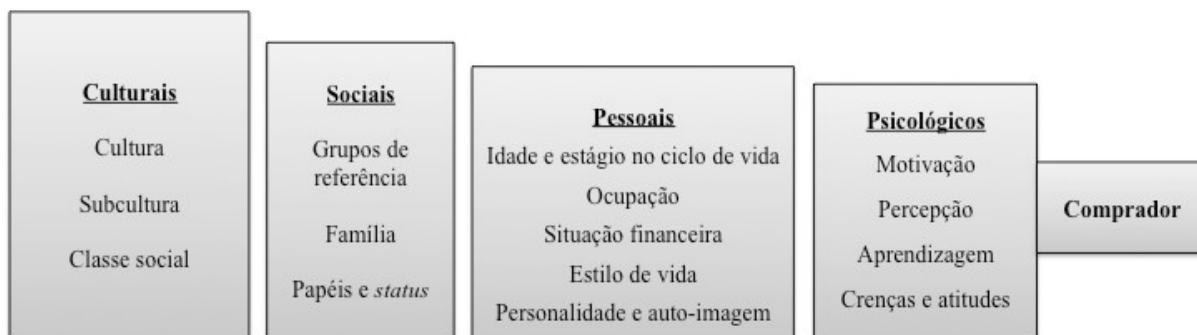 Culturais
Cultura
Subcultura
Classe social
Sociais
Grupos de
referência
Família
Papéis e status
Pessoais
Idade e estágio no ciclo de vida
Ocupação
Situação financeira
Estilo de vida
Personalidade e auto-imagem
Psicológicos
Motivação
Percepção
Aprendizagem
Crenças e atitudes
Comprador